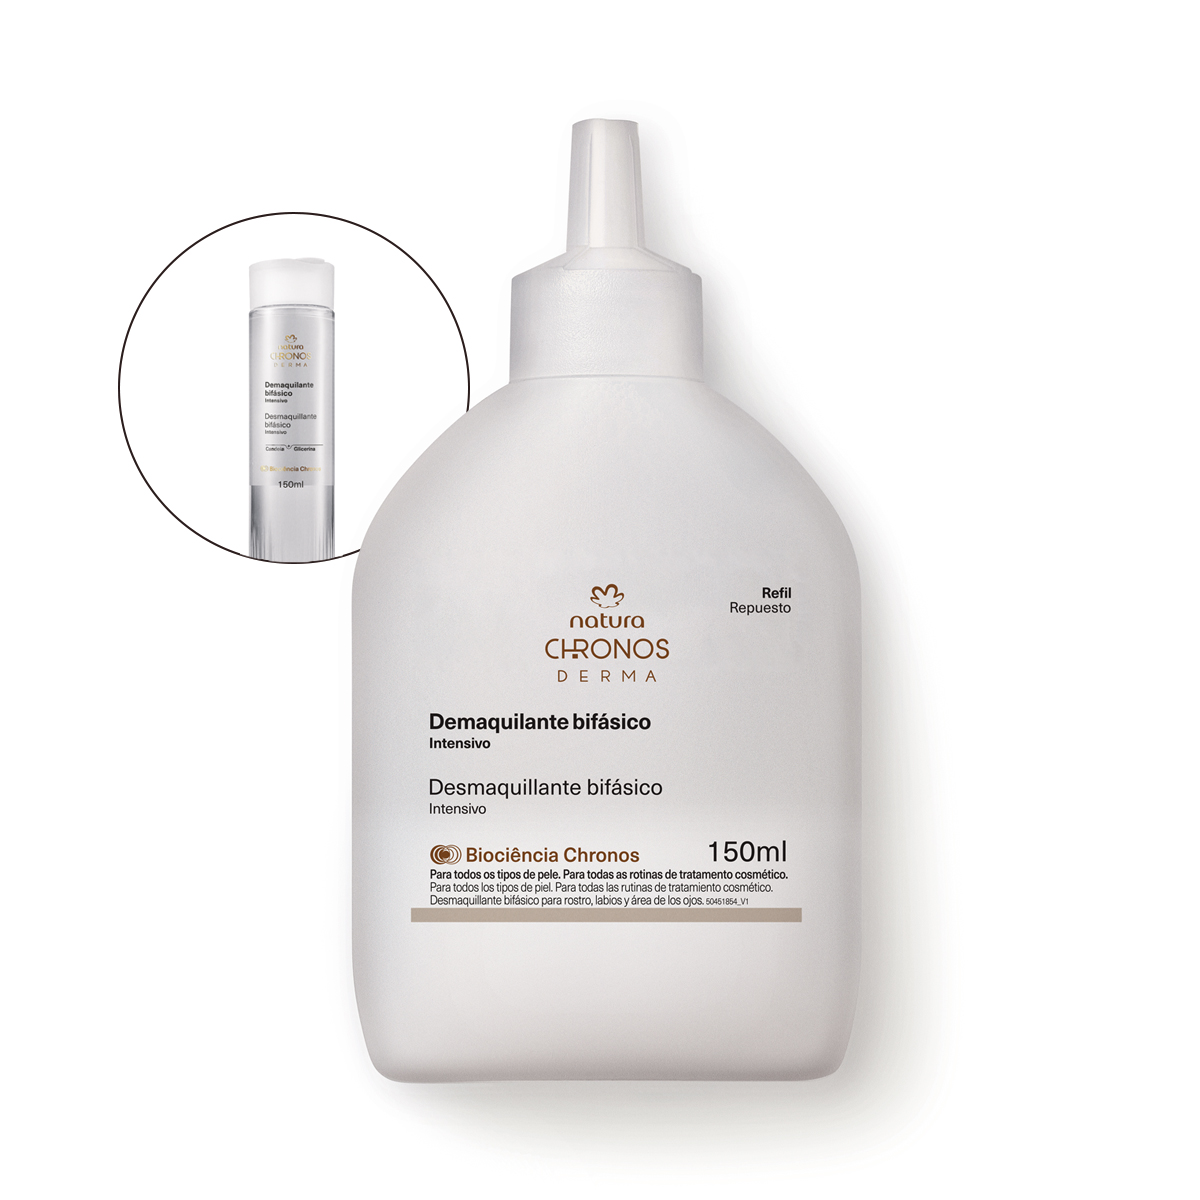 natura
CHRONOS
DERMA
Demaquilante
bifásico
Intensivo
Desmaquillante
bifásico
Intensivo
Glicerina
Biociência Chronos
150ml
Refil
Repuesto
natura
CHRONOS
DERMA
Demaquilante bifásico
Intensivo
Desmaquillante bifásico
Intensivo
Biociência Chronos 150ml
Para todos os tipos de pele. Para todas as rotinas de tratamento cosmético.
Para todos los tipos de piel. Para todas las rutinas de tratamiento cosmético.
Desmaquillante bifásico para rostro, labios y área de los ojos. 50451854_V1